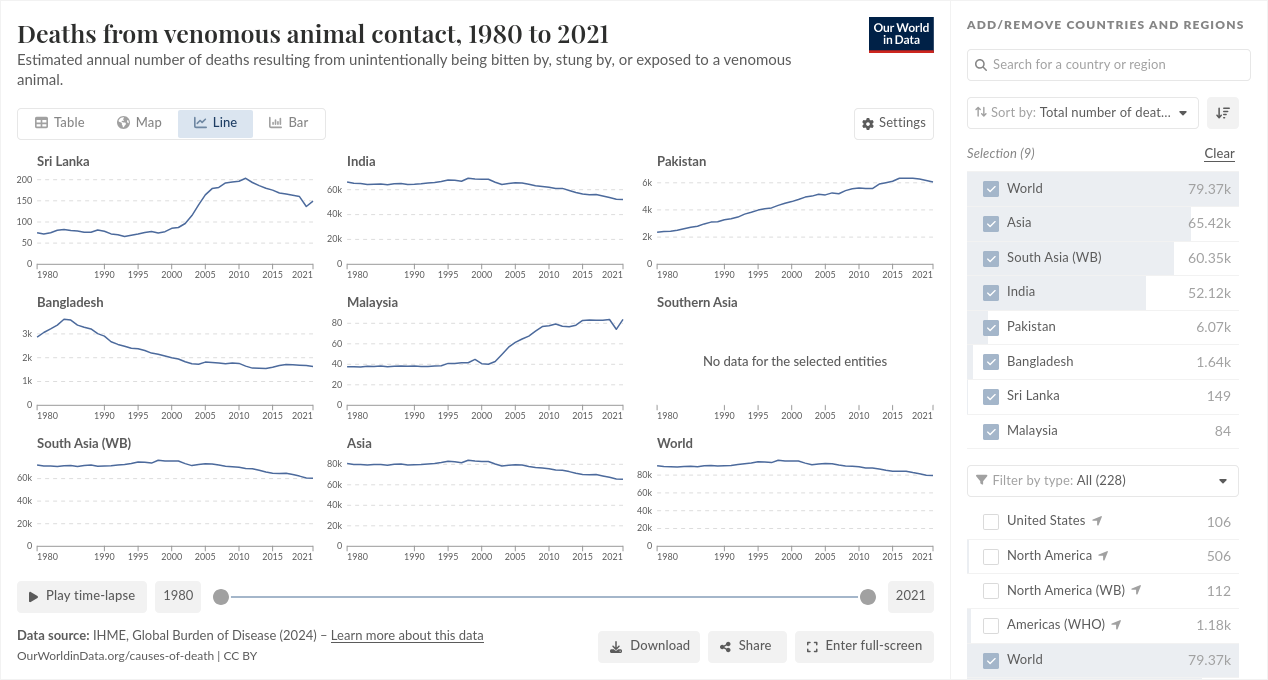 Deaths from venomous animal contact, 1980 to 2021
Estimated annual number of deaths resulting from unintentionally being bitten by, stung by, or exposed to a venomous
animal.
Our World
in Data
Table
Map
Line
Bar
Settings
Sri Lanka
200
150
100
50
0
1980 1990 1995 2000 2005 2010 2015 2021
India
60k
40k
20k
0
1980 1990 1995 2000 2005 2010 2015 2021
Pakistan
6k
4k
2k
0
1980 1990 1995 2000 2005 2010 2015 2021
Bangladesh
3k
2k
1k
0
1980 1990 1995 2000 2005 2010 2015 2021
Malaysia
80
60
40
20
0
1980 1990 1995 2000 2005 2010 2015 2021
Southern Asia
No data for the selected entities
1980 1990 1995 2000 2005 2010 2015 2021
South Asia (WB)
60k
40k
20k
0
1980 1990 1995 2000 2005 2010 2015 2021
Asia
80k
60k
40k
20k
0
1980 1990 1995 2000 2005 2010 2015 2021
World
80k
60k
40k
20k
0
1980 1990 1995 2000 2005 2010 2015 2021
Play time-lapse
1980
2021
Data source: IHME, Global Burden of Disease (2024) – Learn more about this data
OurWorldinData.org/causes-of-death | CC BY
Download
Share
Enter full-screen
ADD/REMOVE COUNTRIES AND REGIONS
Search for a country or region
Sort by: Total number of deat...
Selection (9)
Clear
World 79.37k
Asia 65.42k
South Asia (WB) 60.35k
India 52.12k
Pakistan 6.07k
Bangladesh 1.64k
Sri Lanka 149
Malaysia 84
Filter by type: All (228)
United States 106
North America 506
North America (WB) 112
Americas (WHO) 1.18k
World 79.37k